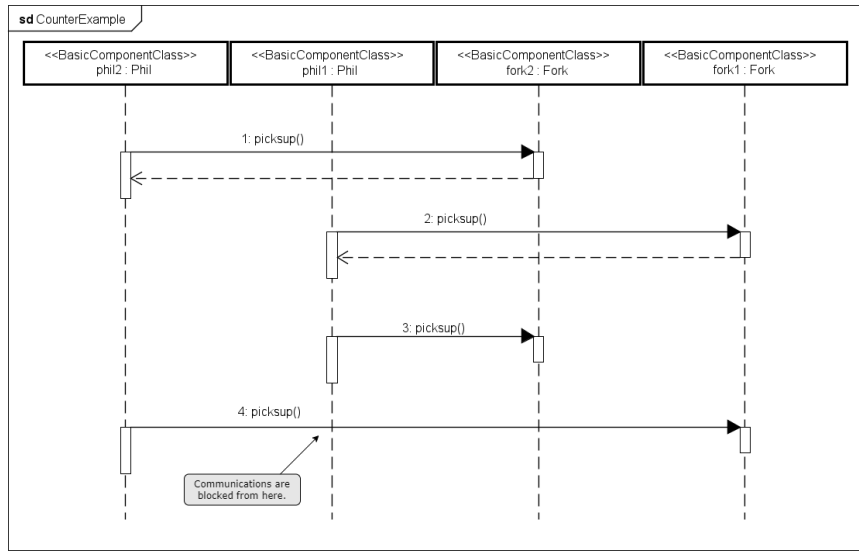 sd CounterExample
<<BasicComponentClass>>
phil2 : Phil
<<BasicComponentClass>>
phil1 : Phil
<<BasicComponentClass>>
fork2 : Fork
<<BasicComponentClass>>
fork1 : Fork
1: picksup()
2: picksup()
3: picksup()
4: picksup()
Communications are
blocked from here.